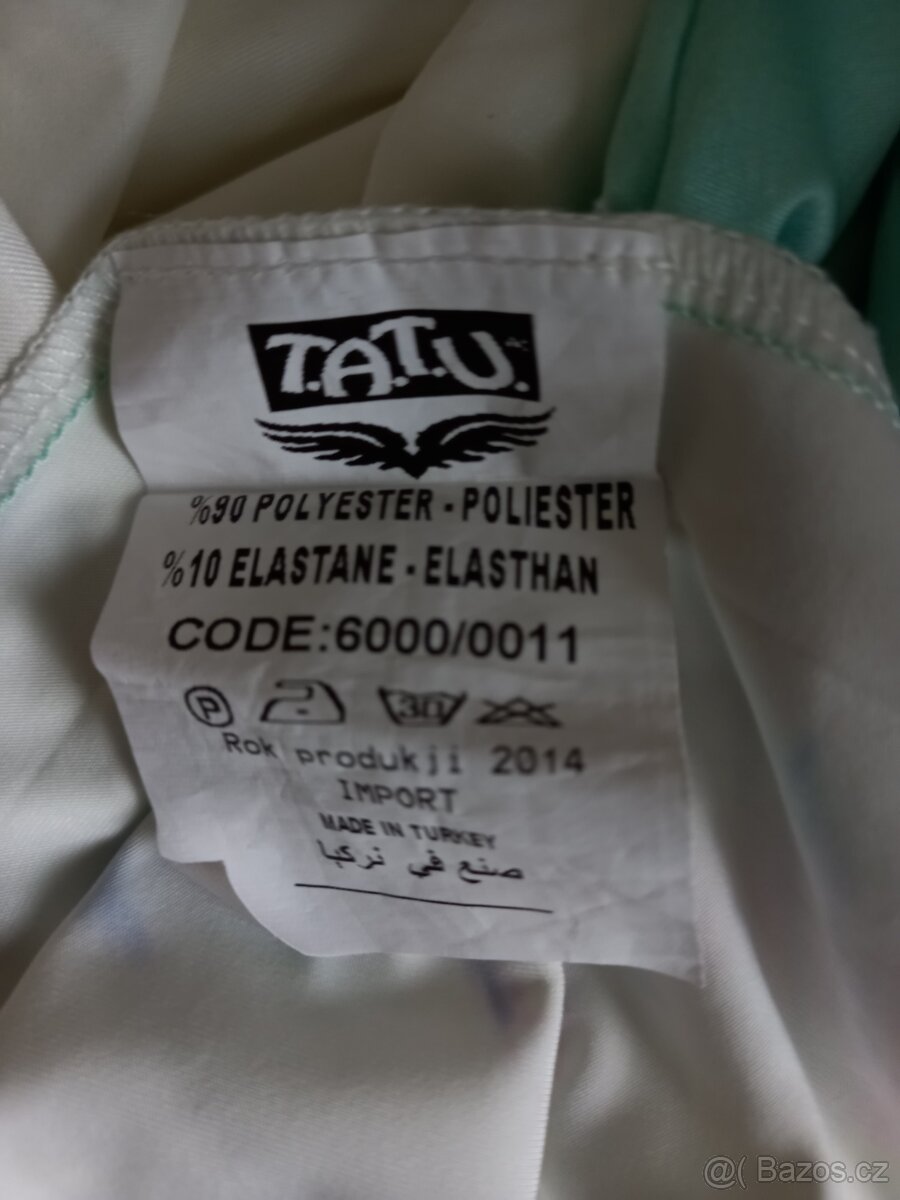 T.A.T.U.
%90 POLYESTER - POLIESTER
%10 ELASTANE - ELASTHAN
CODE:6000/0011
P
30
Rok produkji 2014
IMPORT
MADE IN TURKEY
صنع في تركيا
@( Bazos.cz